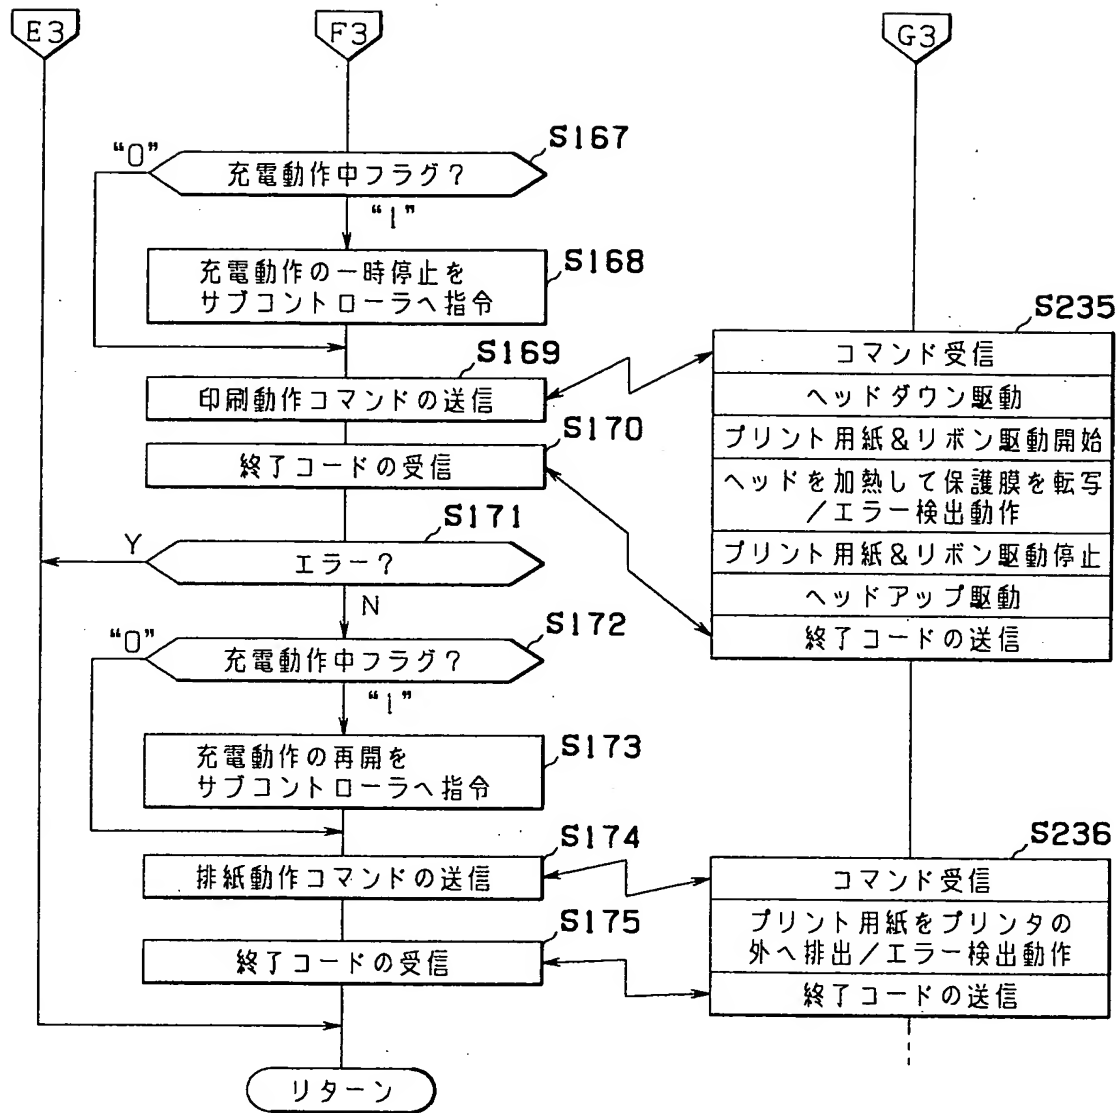 E3
F3
G3
S167
“0”
充電動作中フラグ?
“1”
S168
充電動作の一時停止を
サブコントローラへ指令
S169
印刷動作コマンドの送信
S170
終了コードの受信
S171
Y
エラー?
N
S172
“0”
充電動作中フラグ?
“1”
S173
充電動作の再開を
サブコントローラへ指令
S174
排紙動作コマンドの送信
S175
終了コードの受信
リターン
S235
コマンド受信
ヘッドダウン駆動
プリント用紙&リボン駆動開始
ヘッドを加熱して保護膜を転写
/エラー検出動作
プリント用紙&リボン駆動停止
ヘッドアップ駆動
終了コードの送信
S236
コマンド受信
プリント用紙をプリンタの
外へ排出/エラー検出動作
終了コードの送信